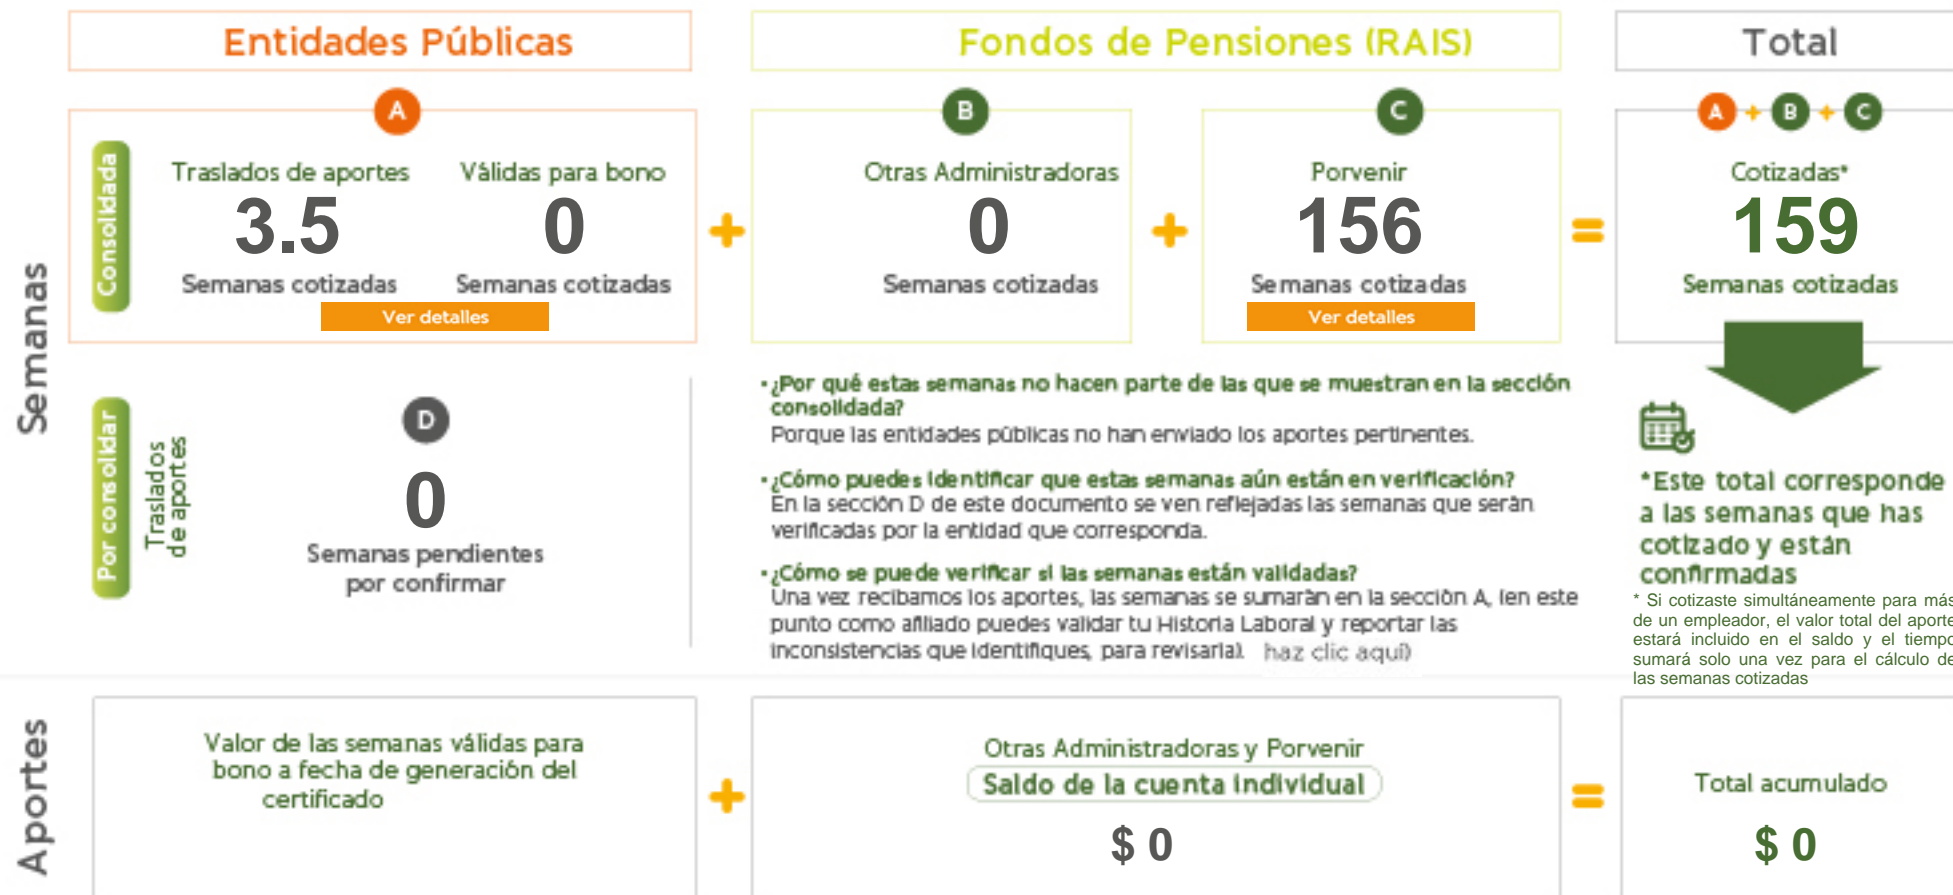 Entidades Públicas
Fondos de Pensiones (RAIS)
Total
Semanas
Consolidada
A
Traslados de aportes
3.5
Semanas cotizadas
Válidas para bono
0
Semanas cotizadas
Ver detalles
+
B
Otras Administradoras
0
Semanas cotizadas
+
C
Porvenir
156
Semanas cotizadas
Ver detalles
=
A + B + C
Cotizadas*
159
Semanas cotizadas
Por consolidar
Traslados
de aportes
D
0
Semanas pendientes
por confirmar
• ¿Por qué estas semanas no hacen parte de las que se muestran en la sección
consolidada?
Porque las entidades públicas no han enviado los aportes pertinentes.
• ¿Cómo puedes identificar que estas semanas aún están en verificación?
En la sección D de este documento se ven reflejadas las semanas que serán
verificadas por la entidad que corresponda.
• ¿Cómo se puede verificar si las semanas están validadas?
Una vez recibamos los aportes, las semanas se sumarán en la sección A, (en este
punto como afiliado puedes validar tu Historia Laboral y reportar las
inconsistencias que identifiques, para revisarla). haz clic aquí)
*Este total corresponde
a las semanas que has
cotizado y están
confirmadas
* Si cotizaste simultáneamente para más
de un empleador, el valor total del aporte
estará incluido en el saldo y el tiempo
sumará solo una vez para el cálculo de
las semanas cotizadas
Aportes
Valor de las semanas válidas para
bono a fecha de generación del
certificado
+
Otras Administradoras y Porvenir
Saldo de la cuenta individual
$ 0
=
Total acumulado
$ 0